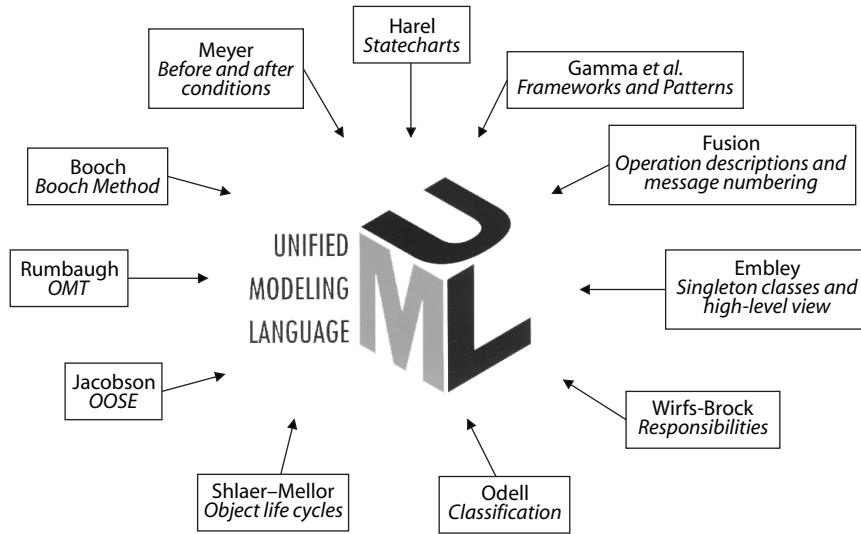 Harel
Statecharts
Meyer
Before and after
conditions
Gamma et al.
Frameworks and Patterns
Fusion
Operation descriptions and
message numbering
Booch
Booch Method
UML
UNIFIED
MODELING
LANGUAGE
Rumbaugh
OMT
Embley
Singleton classes and
high-level view
Jacobson
OOSE
Wirfs-Brock
Responsibilities
Shlaer–Mellor
Object life cycles
Odell
Classification